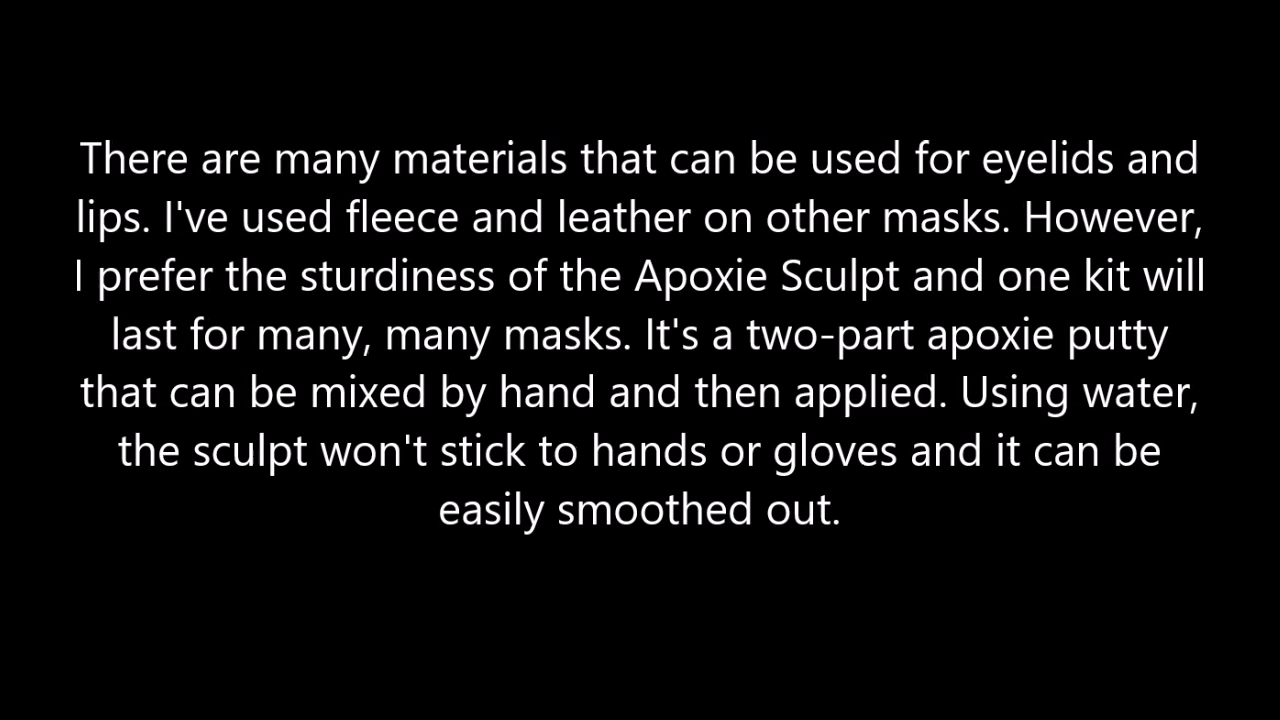 There are many materials that can be used for eyelids and
lips. I've used fleece and leather on other masks. However,
I prefer the sturdiness of the Apoxie Sculpt and one kit will
last for many, many masks. It's a two-part apoxie putty
that can be mixed by hand and then applied. Using water,
the sculpt won't stick to hands or gloves and it can be
easily smoothed out.